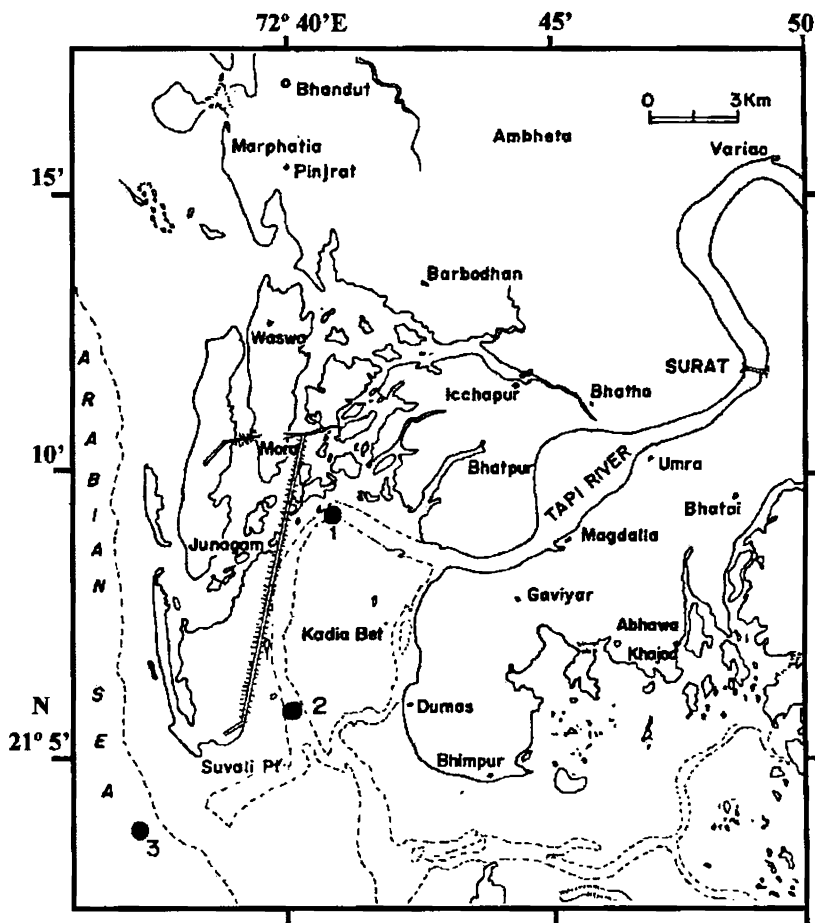 72° 40'E
45'
50
Bhandut
0 3Km
Ambheta
Marphatia
Variao
Pinjrat
15'
Barbodhan
Waswa
SURAT
Icchapur
Bhatha
Mora
10'
Bhatpur
TAPI RIVER
Umra
Bhatai
ARABIAN SEA
1
Magdalla
Junagam
Gaviyar
Kadia Bet
Abhawa
Khajod
N
2
Dumas
21° 5'
Suvali Pt
Bhimpur
3